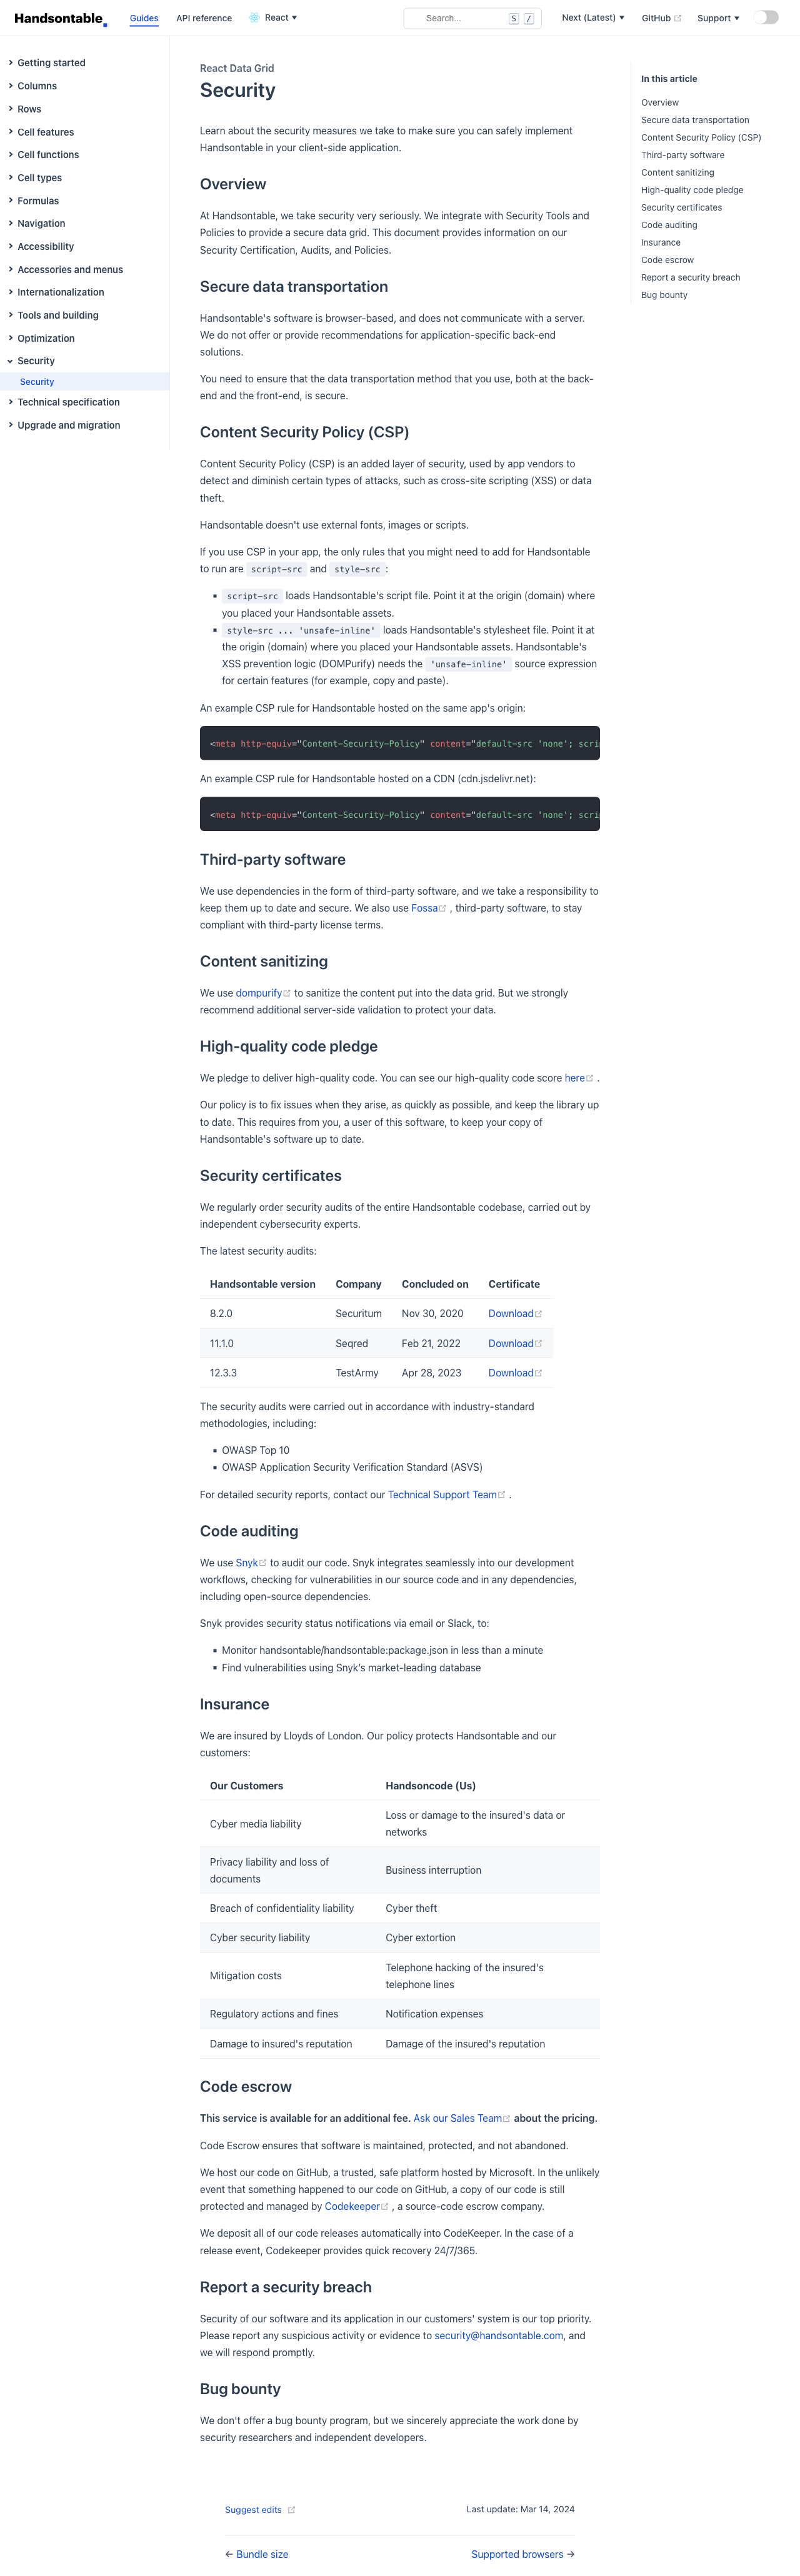 Handsontable
Guides
API reference
React
Search...
S
/
Next (Latest)
GitHub
Support
Getting started
Columns
Rows
Cell features
Cell functions
Cell types
Formulas
Navigation
Accessibility
Accessories and menus
Internationalization
Tools and building
Optimization
Security
Security
Technical specification
Upgrade and migration
React Data Grid
Security
Learn about the security measures we take to make sure you can safely implement
Handsontable in your client-side application.
Overview
At Handsontable, we take security very seriously. We integrate with Security Tools and
Policies to provide a secure data grid. This document provides information on our
Security Certification, Audits, and Policies.
Secure data transportation
Handsontable's software is browser-based, and does not communicate with a server.
We do not offer or provide recommendations for application-specific back-end
solutions.
You need to ensure that the data transportation method that you use, both at the back-
end and the front-end, is secure.
Content Security Policy (CSP)
Content Security Policy (CSP) is an added layer of security, used by app vendors to
detect and diminish certain types of attacks, such as cross-site scripting (XSS) or data
theft.
Handsontable doesn't use external fonts, images or scripts.
If you use CSP in your app, the only rules that you might need to add for Handsontable
to run are script-src and style-src:
▪ script-src loads Handsontable's script file. Point it at the origin (domain) where
you placed your Handsontable assets.
▪ style-src ... 'unsafe-inline' loads Handsontable's stylesheet file. Point it at
the origin (domain) where you placed your Handsontable assets. Handsontable's
XSS prevention logic (DOMPurify) needs the 'unsafe-inline' source expression
for certain features (for example, copy and paste).
An example CSP rule for Handsontable hosted on the same app's origin:
<meta http-equiv="Content-Security-Policy" content="default-src 'none'; scrip
An example CSP rule for Handsontable hosted on a CDN (cdn.jsdelivr.net):
<meta http-equiv="Content-Security-Policy" content="default-src 'none'; scrip
Third-party software
We use dependencies in the form of third-party software, and we take a responsibility to
keep them up to date and secure. We also use Fossa , third-party software, to stay
compliant with third-party license terms.
Content sanitizing
We use dompurify to sanitize the content put into the data grid. But we strongly
recommend additional server-side validation to protect your data.
High-quality code pledge
We pledge to deliver high-quality code. You can see our high-quality code score here .
Our policy is to fix issues when they arise, as quickly as possible, and keep the library up
to date. This requires from you, a user of this software, to keep your copy of
Handsontable's software up to date.
Security certificates
We regularly order security audits of the entire Handsontable codebase, carried out by
independent cybersecurity experts.
The latest security audits:
Handsontable version Company Concluded on Certificate
8.2.0 Securitum Nov 30, 2020 Download
11.1.0 Seqred Feb 21, 2022 Download
12.3.3 TestArmy Apr 28, 2023 Download
The security audits were carried out in accordance with industry-standard
methodologies, including:
▪ OWASP Top 10
▪ OWASP Application Security Verification Standard (ASVS)
For detailed security reports, contact our Technical Support Team .
Code auditing
We use Snyk to audit our code. Snyk integrates seamlessly into our development
workflows, checking for vulnerabilities in our source code and in any dependencies,
including open-source dependencies.
Snyk provides security status notifications via email or Slack, to:
▪ Monitor handsontable/handsontable:package.json in less than a minute
▪ Find vulnerabilities using Snyk's market-leading database
Insurance
We are insured by Lloyds of London. Our policy protects Handsontable and our
customers:
Our Customers Handsoncode (Us)
Cyber media liability Loss or damage to the insured's data or
networks
Privacy liability and loss of
documents Business interruption
Breach of confidentiality liability Cyber theft
Cyber security liability Cyber extortion
Mitigation costs Telephone hacking of the insured's
telephone lines
Regulatory actions and fines Notification expenses
Damage to insured's reputation Damage of the insured's reputation
Code escrow
This service is available for an additional fee. Ask our Sales Team about the pricing.
Code Escrow ensures that software is maintained, protected, and not abandoned.
We host our code on GitHub, a trusted, safe platform hosted by Microsoft. In the unlikely
event that something happened to our code on GitHub, a copy of our code is still
protected and managed by Codekeeper , a source-code escrow company.
We deposit all of our code releases automatically into CodeKeeper. In the case of a
release event, Codekeeper provides quick recovery 24/7/365.
Report a security breach
Security of our software and its application in our customers' system is our top priority.
Please report any suspicious activity or evidence to security@handsontable.com, and
we will respond promptly.
Bug bounty
We don't offer a bug bounty program, but we sincerely appreciate the work done by
security researchers and independent developers.
Suggest edits
Last update: Mar 14, 2024
← Bundle size
Supported browsers →
In this article
Overview
Secure data transportation
Content Security Policy (CSP)
Third-party software
Content sanitizing
High-quality code pledge
Security certificates
Code auditing
Insurance
Code escrow
Report a security breach
Bug bounty